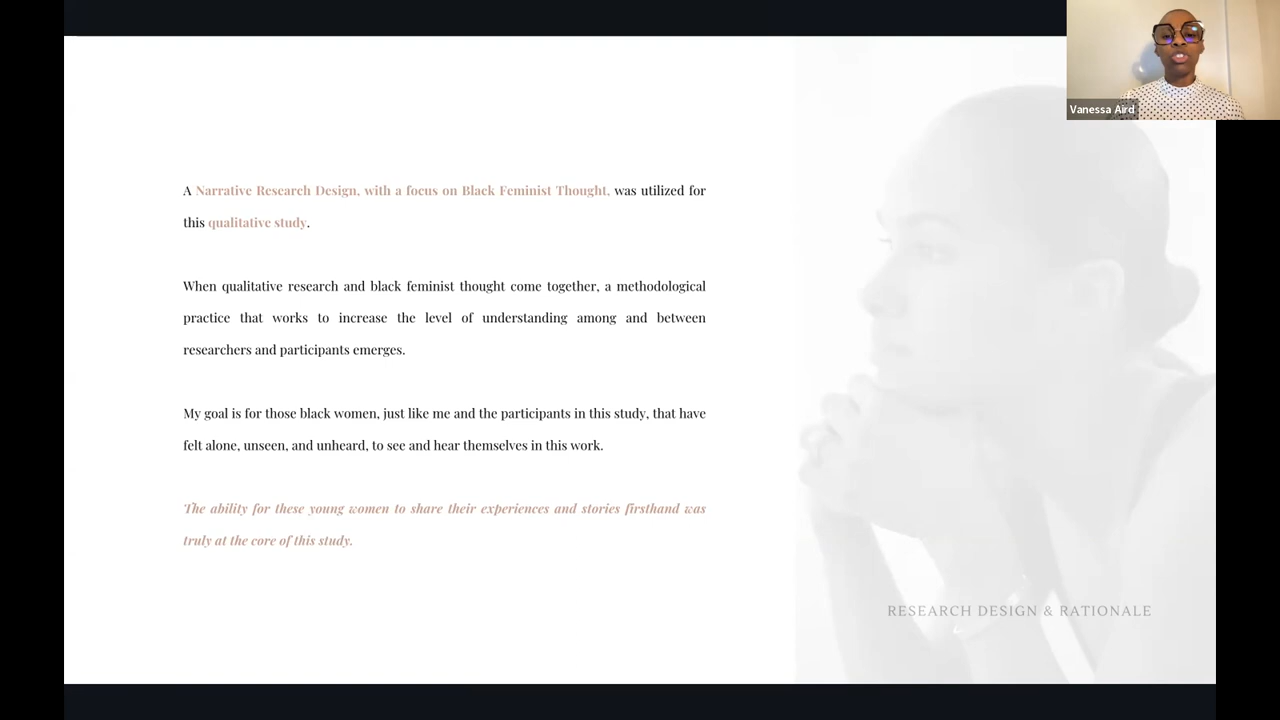 Vanessa Aird
A Narrative Research Design, with a focus on Black Feminist Thought, was utilized for
this qualitative study.
When qualitative research and black feminist thought come together, a methodological
practice that works to increase the level of understanding among and between
researchers and participants emerges.
My goal is for those black women, just like me and the participants in this study, that have
felt alone, unseen, and unheard, to see and hear themselves in this work.
The ability for these young women to share their experiences and stories firsthand was
truly at the core of this study.
RESEARCH DESIGN & RATIONALE